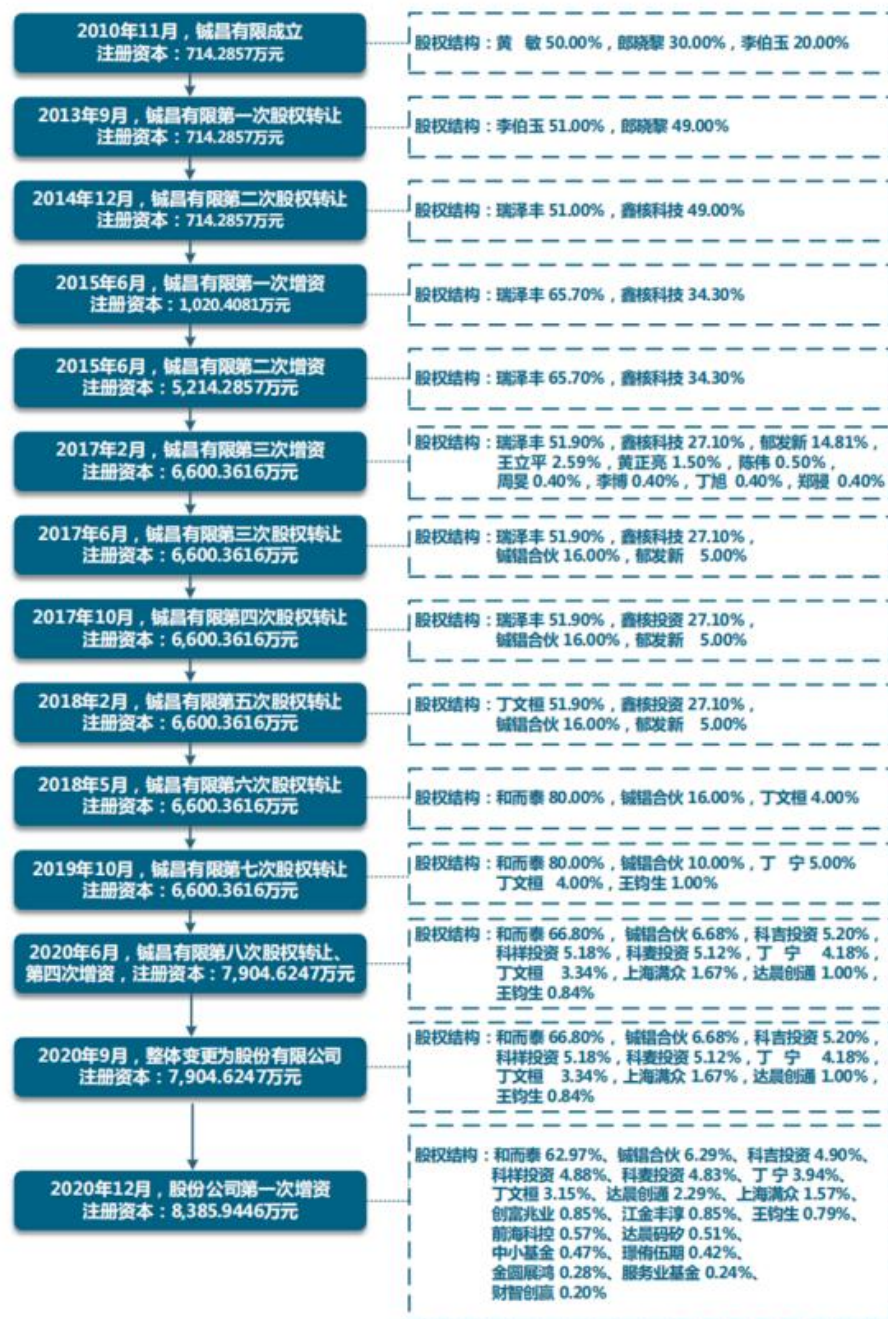 2010年11月，铖昌有限成立
注册资本：714.2857万元
股权结构：黄 敏 50.00%，郎晓黎 30.00%，李伯玉 20.00%
2013年9月，铖昌有限第一次股权转让
注册资本：714.2857万元
股权结构：李伯玉 51.00%，郎晓黎 49.00%
2014年12月，铖昌有限第二次股权转让
注册资本：714.2857万元
股权结构：瑞泽丰 51.00%，鑫核科技 49.00%
2015年6月，铖昌有限第一次增资
注册资本：1,020.4081万元
股权结构：瑞泽丰 65.70%，鑫核科技 34.30%
2015年6月，铖昌有限第二次增资
注册资本：5,214.2857万元
股权结构：瑞泽丰 65.70%，鑫核科技 34.30%
2017年2月，铖昌有限第三次增资
注册资本：6,600.3616万元
股权结构：瑞泽丰 51.90%，鑫核科技 27.10%，郁发新 14.81%，
王立平 2.59%，黄正亮 1.50%，陈伟 0.50%，
周旻 0.40%，李博 0.40%，丁旭 0.40%，郑骎 0.40%
2017年6月，铖昌有限第三次股权转让
注册资本：6,600.3616万元
股权结构：瑞泽丰 51.90%，鑫核科技 27.10%，
铖锠合伙 16.00%，郁发新 5.00%
2017年10月，铖昌有限第四次股权转让
注册资本：6,600.3616万元
股权结构：瑞泽丰 51.90%，鑫核投资 27.10%，
铖锠合伙 16.00%，郁发新 5.00%
2018年2月，铖昌有限第五次股权转让
注册资本：6,600.3616万元
股权结构：丁文桓 51.90%，鑫核投资 27.10%，
铖锠合伙 16.00%，郁发新 5.00%
2018年5月，铖昌有限第六次股权转让
注册资本：6,600.3616万元
股权结构：和而泰 80.00%，铖锠合伙 16.00%，丁文桓 4.00%
2019年10月，铖昌有限第七次股权转让
注册资本：6,600.3616万元
股权结构：和而泰 80.00%，铖锠合伙 10.00%，丁 宁 5.00%
丁文桓 4.00%，王钧生 1.00%
2020年6月，铖昌有限第八次股权转让、
第四次增资，注册资本：7,904.6247万元
股权结构：和而泰 66.80%， 铖锠合伙 6.68%，科吉投资 5.20%，
科祥投资 5.18%，科麦投资 5.12%，丁 宁 4.18%，
丁文桓 3.34%，上海满众 1.67%，达晨创通 1.00%，
王钧生 0.84%
2020年9月，整体变更为股份有限公司
注册资本：7,904.6247万元
股权结构：和而泰 66.80%， 铖锠合伙 6.68%，科吉投资 5.20%，
科祥投资 5.18%，科麦投资 5.12%，丁 宁 4.18%，
丁文桓 3.34%，上海满众 1.67%，达晨创通 1.00%，
王钧生 0.84%
2020年12月，股份公司第一次增资
注册资本：8,385.9446万元
股权结构：和而泰 62.97%、铖锠合伙 6.29%、科吉投资 4.90%、
科祥投资 4.88%、科麦投资 4.83%、丁 宁 3.94%、
丁文桓 3.15%、达晨创通 2.29%、上海满众 1.57%、
创富兆业 0.85%、江金丰淳 0.85%、王钧生 0.79%、
前海科控 0.57%、达晨码矽 0.51%、
中小基金 0.47%、璟侑伍期 0.42%、
金圆展鸿 0.28%、服务业基金 0.24%、
财智创赢 0.20%